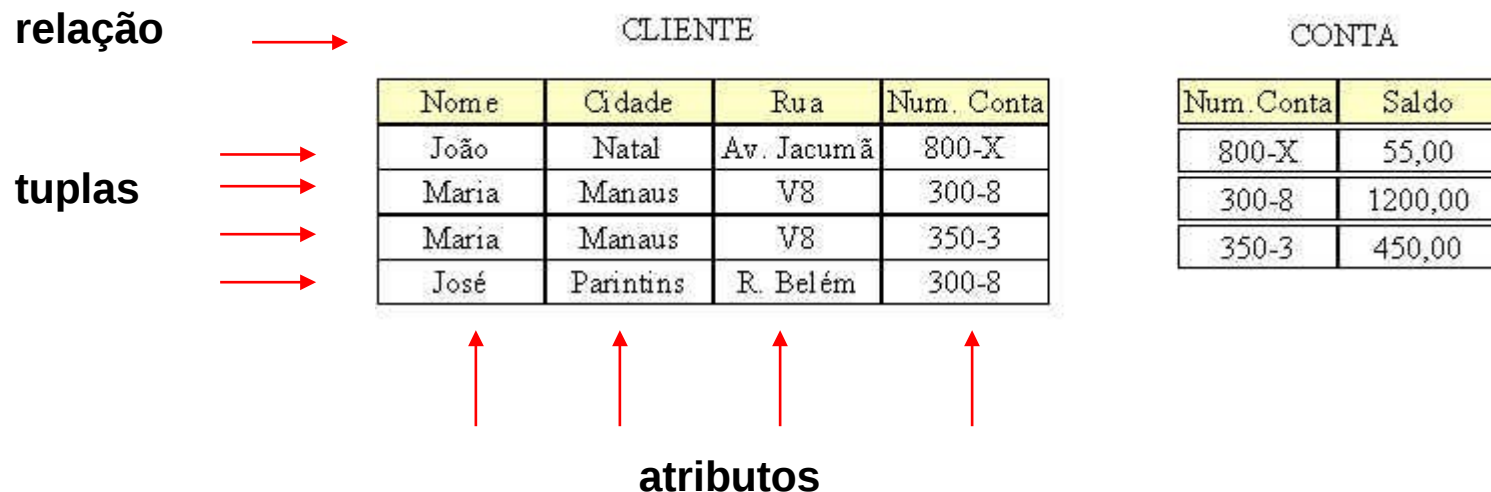 relação
CLIENTE
CONTA
tuplas
Nome Cidade Rua Num. Conta
João Natal Av. Jacumã 800-X
Maria Manaus V8 300-8
Maria Manaus V8 350-3
José Parintins R. Belém 300-8
Num.Conta Saldo
800-X 55,00
300-8 1200,00
350-3 450,00
atributos